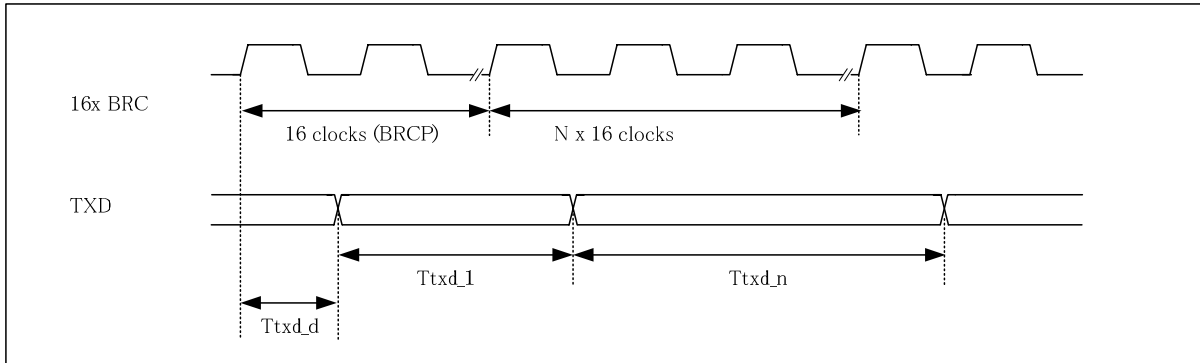 16x BRC
16 clocks (BRCP)
N x 16 clocks
TXD
Ttxd_1
Ttxd_n
Ttxd_d